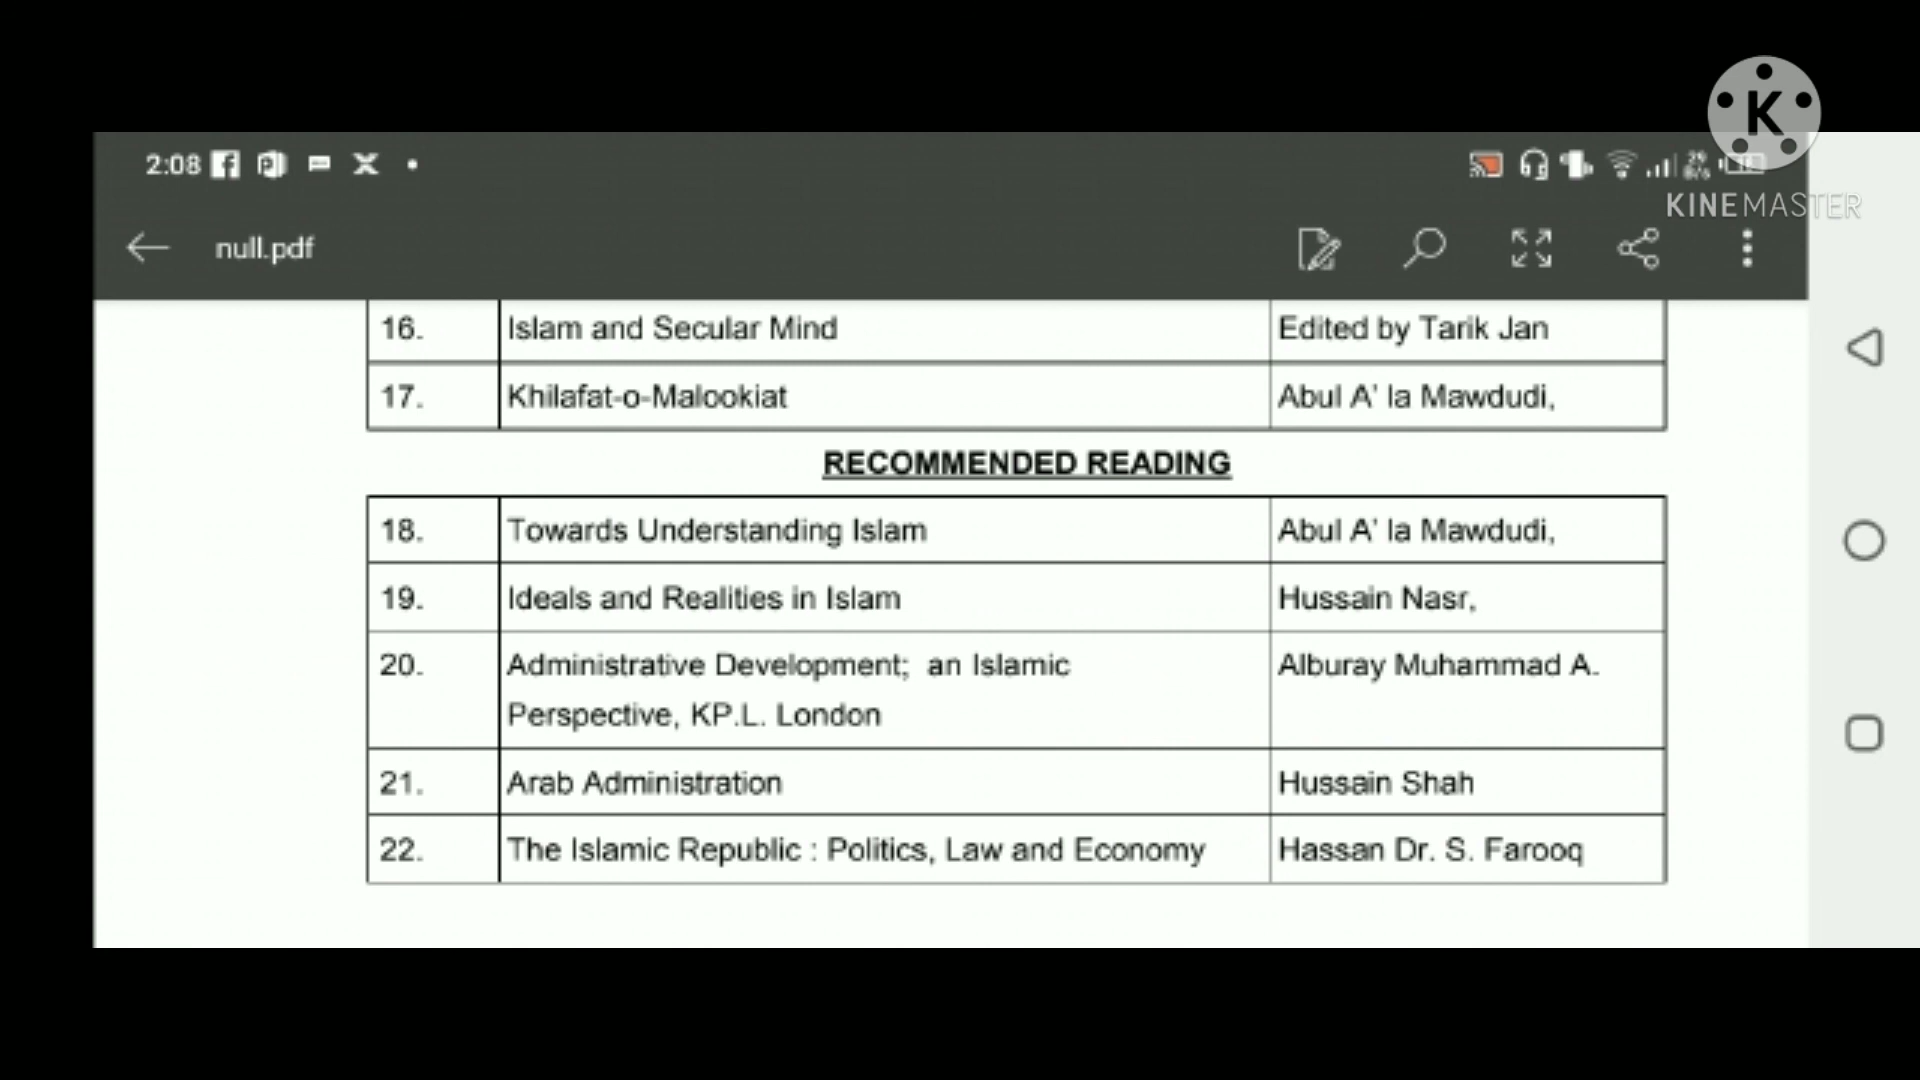 K
KINEMASTER
2:08
null.pdf
16. Islam and Secular Mind Edited by Tarik Jan
17. Khilafat-o-Malookiat Abul A' la Mawdudi,
RECOMMENDED READING
18. Towards Understanding Islam Abul A' la Mawdudi,
19. Ideals and Realities in Islam Hussain Nasr,
20. Administrative Development; an Islamic Alburay Muhammad A.
Perspective, KP.L. London
21. Arab Administration Hussain Shah
22. The Islamic Republic : Politics, Law and Economy Hassan Dr. S. Farooq